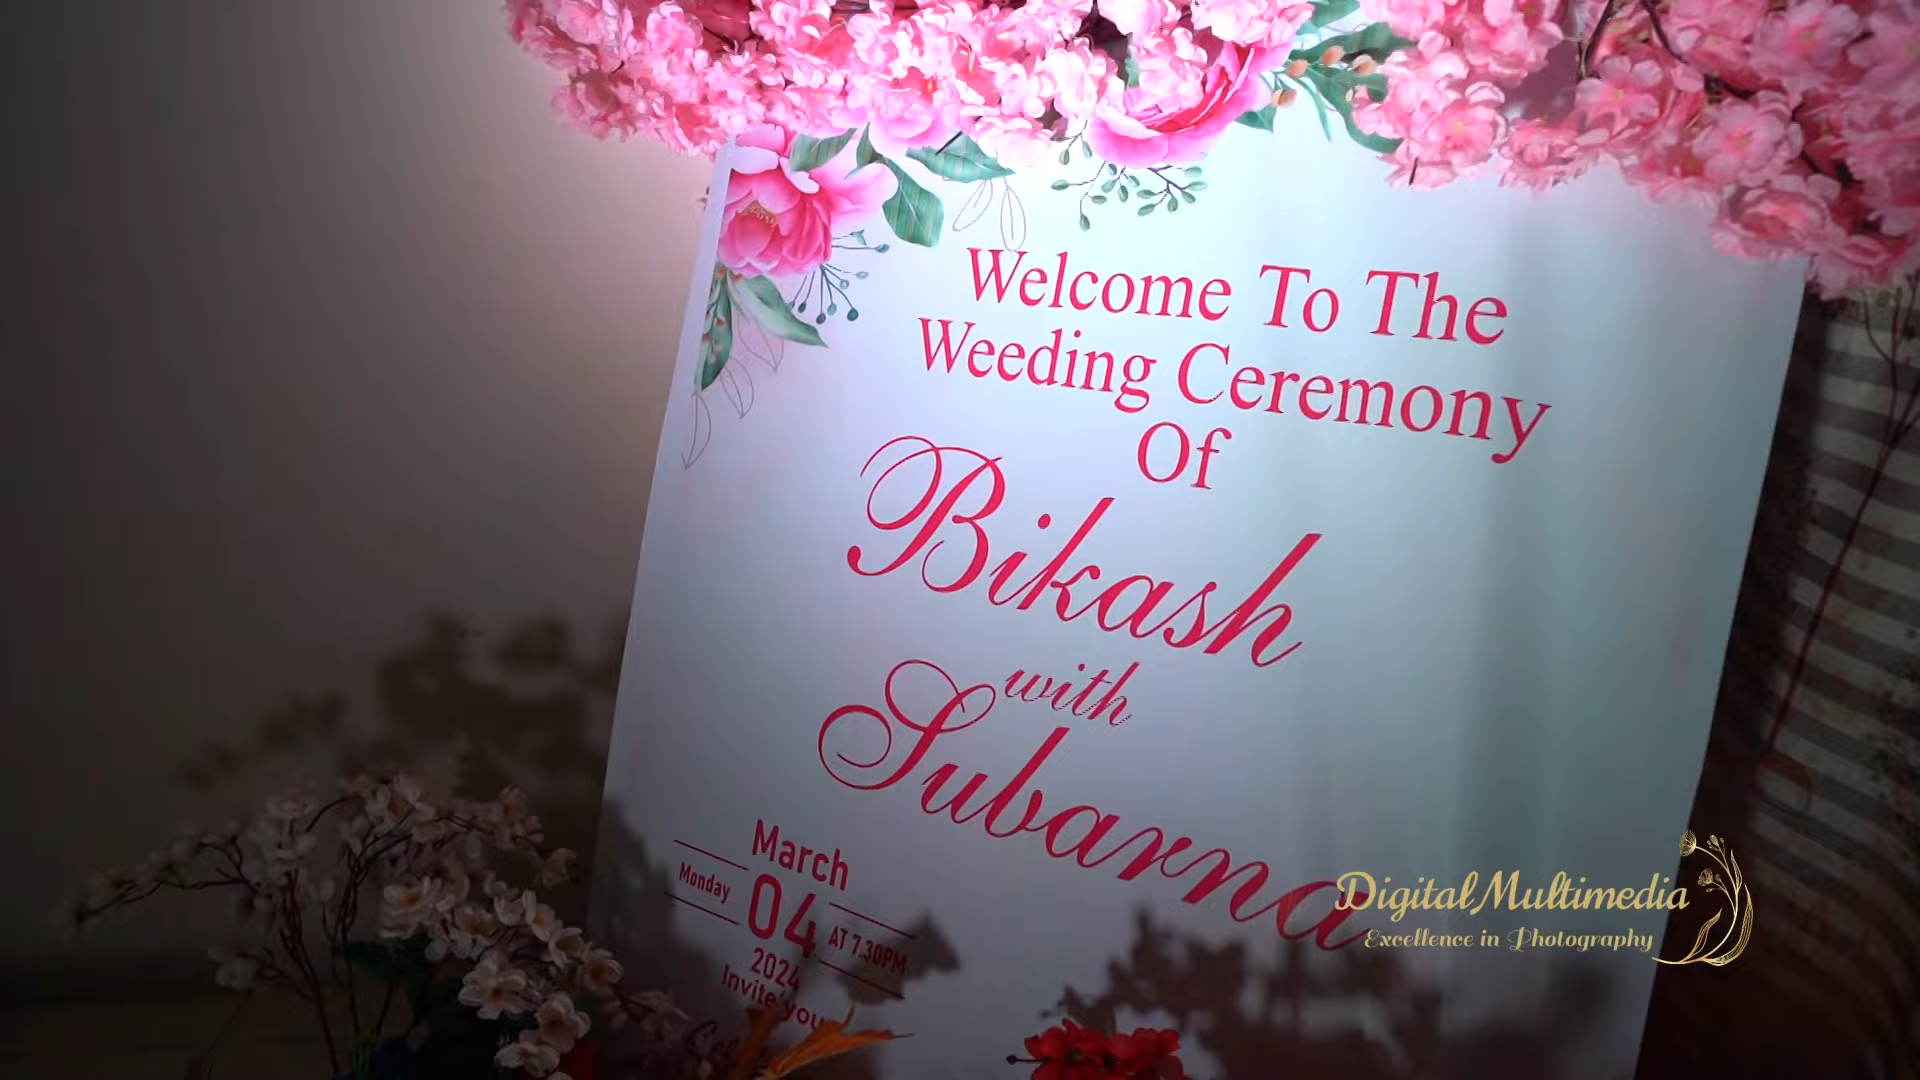 Welcome To The
Weeding Ceremony
Of
Bikash
with
Subarna
March
Monday 04 AT 7.30PM
2024
Invite you
Digital Multimedia
Excellence in Photography